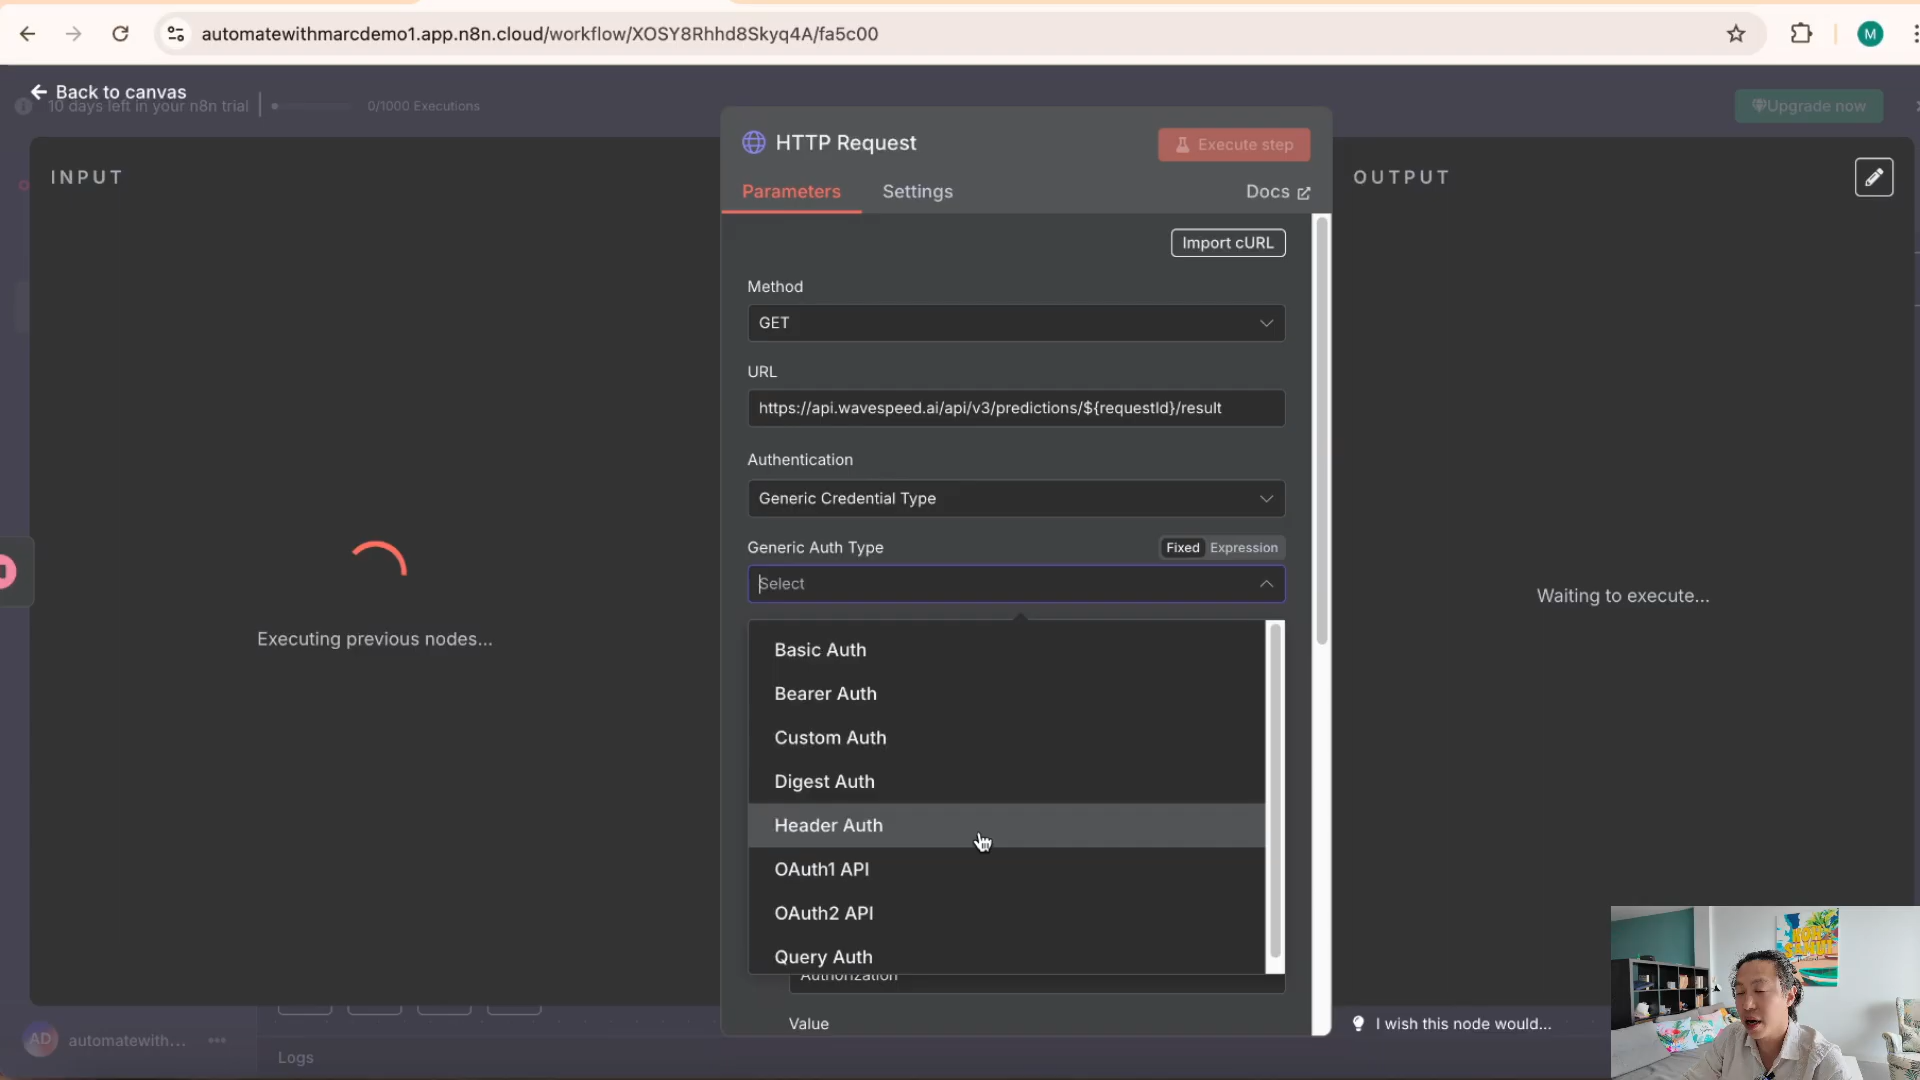 automatewithmarcdemo1.app.n8n.cloud/workflow/XOSY8Rhhd8Skyq4A/fa5c00
M
Back to canvas
10 days left in your n8n trial
0/1000 Executions
Upgrade now
INPUT
HTTP Request
Execute step
OUTPUT
Parameters
Settings
Docs
Import cURL
Method
GET
URL
https://api.wavespeed.ai/api/v3/predictions/${requestId}/result
Authentication
Generic Credential Type
Generic Auth Type
Fixed
Expression
Select
Executing previous nodes...
Waiting to execute...
Basic Auth
Bearer Auth
Custom Auth
Digest Auth
Header Auth
OAuth1 API
OAuth2 API
Query Auth
Authorization
Value
I wish this node would...
AD
automatewith...
Logs
KOH
SAMUI